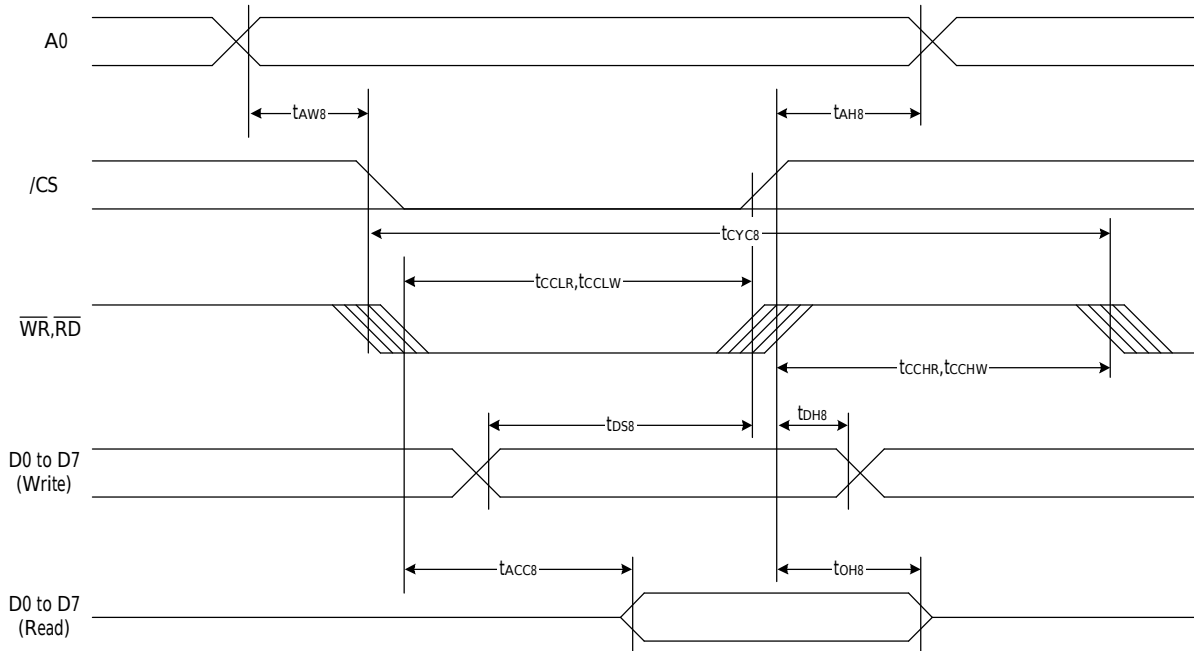 A0
tAW8
tAH8
/CS
tCYC8
tCCLR,tCCLW
WR,RD
tCCHR,tCCHW
tDS8
tDH8
D0 to D7
(Write)
tACC8
tOH8
D0 to D7
(Read)